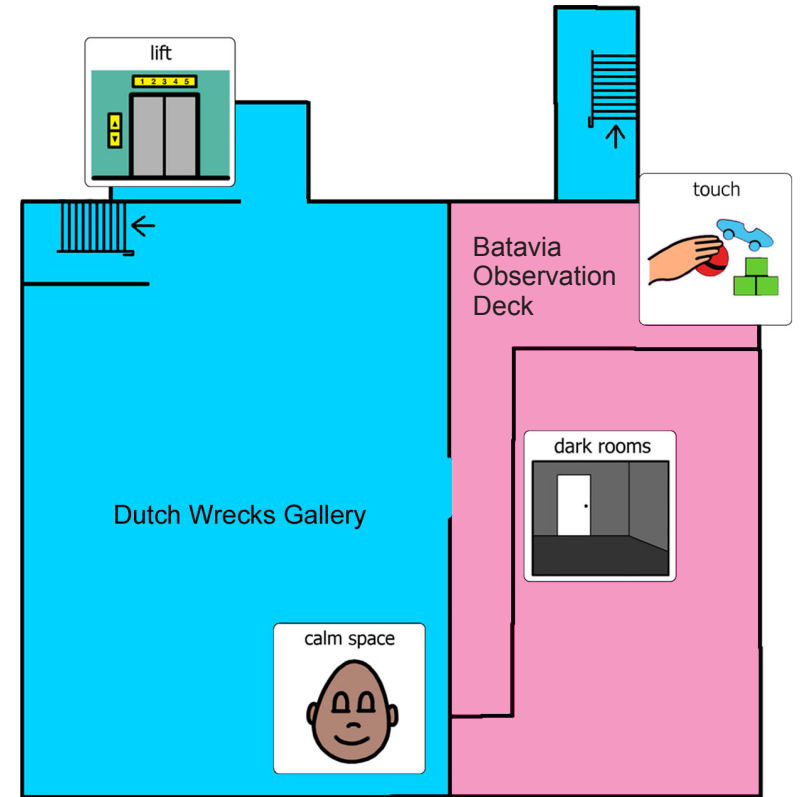 lift
1 2 3 4 5
touch
Batavia
Observation
Deck
dark rooms
Dutch Wrecks Gallery
calm space